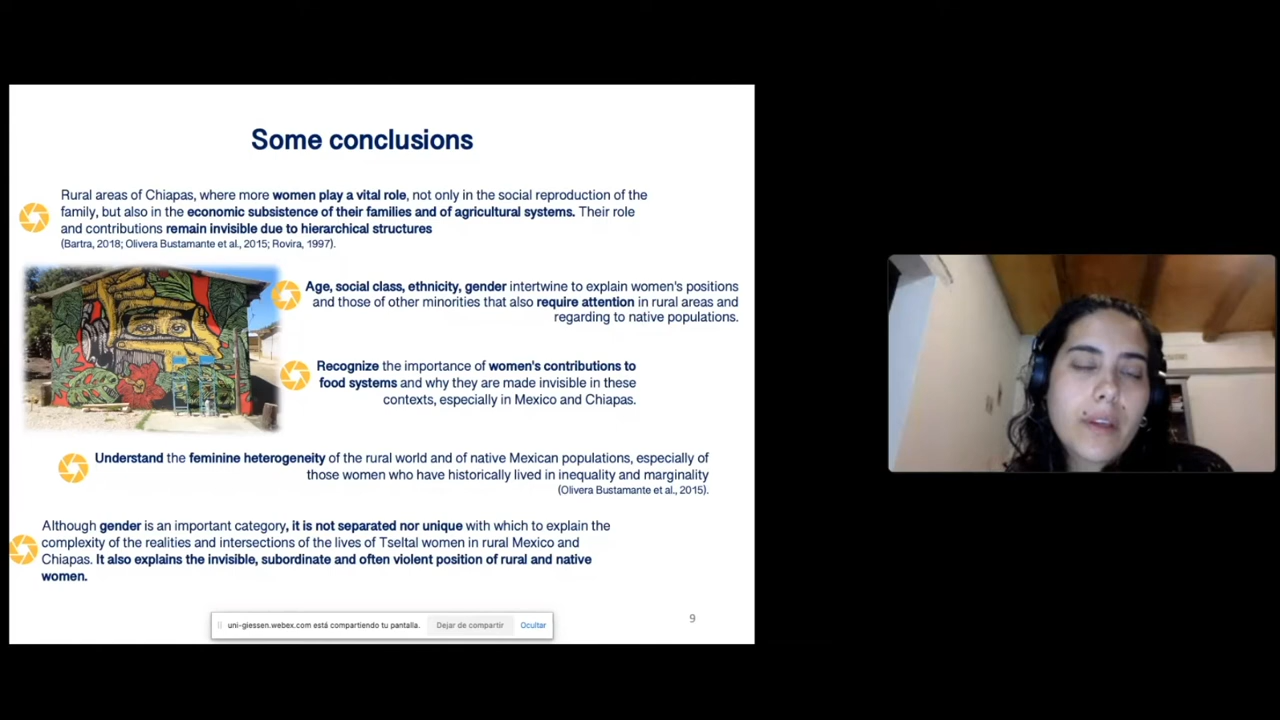 Some conclusions
Rural areas of Chiapas, where more women play a vital role, not only in the social reproduction of the
family, but also in the economic subsistence of their families and of agricultural systems. Their role
and contributions remain invisible due to hierarchical structures
(Bartra, 2018; Olivera Bustamante et al., 2015; Rovira, 1997).
Age, social class, ethnicity, gender intertwine to explain women's positions
and those of other minorities that also require attention in rural areas and
regarding to native populations.
Recognize the importance of women's contributions to
food systems and why they are made invisible in these
contexts, especially in Mexico and Chiapas.
Understand the feminine heterogeneity of the rural world and of native Mexican populations, especially of
those women who have historically lived in inequality and marginality
(Olivera Bustamante et al., 2015).
Although gender is an important category, it is not separated nor unique with which to explain the
complexity of the realities and intersections of the lives of Tseltal women in rural Mexico and
Chiapas. It also explains the invisible, subordinate and often violent position of rural and native
women.
uni-giessen.webex.com está compartiendo tu pantalla. Dejar de compartir Ocultar
9